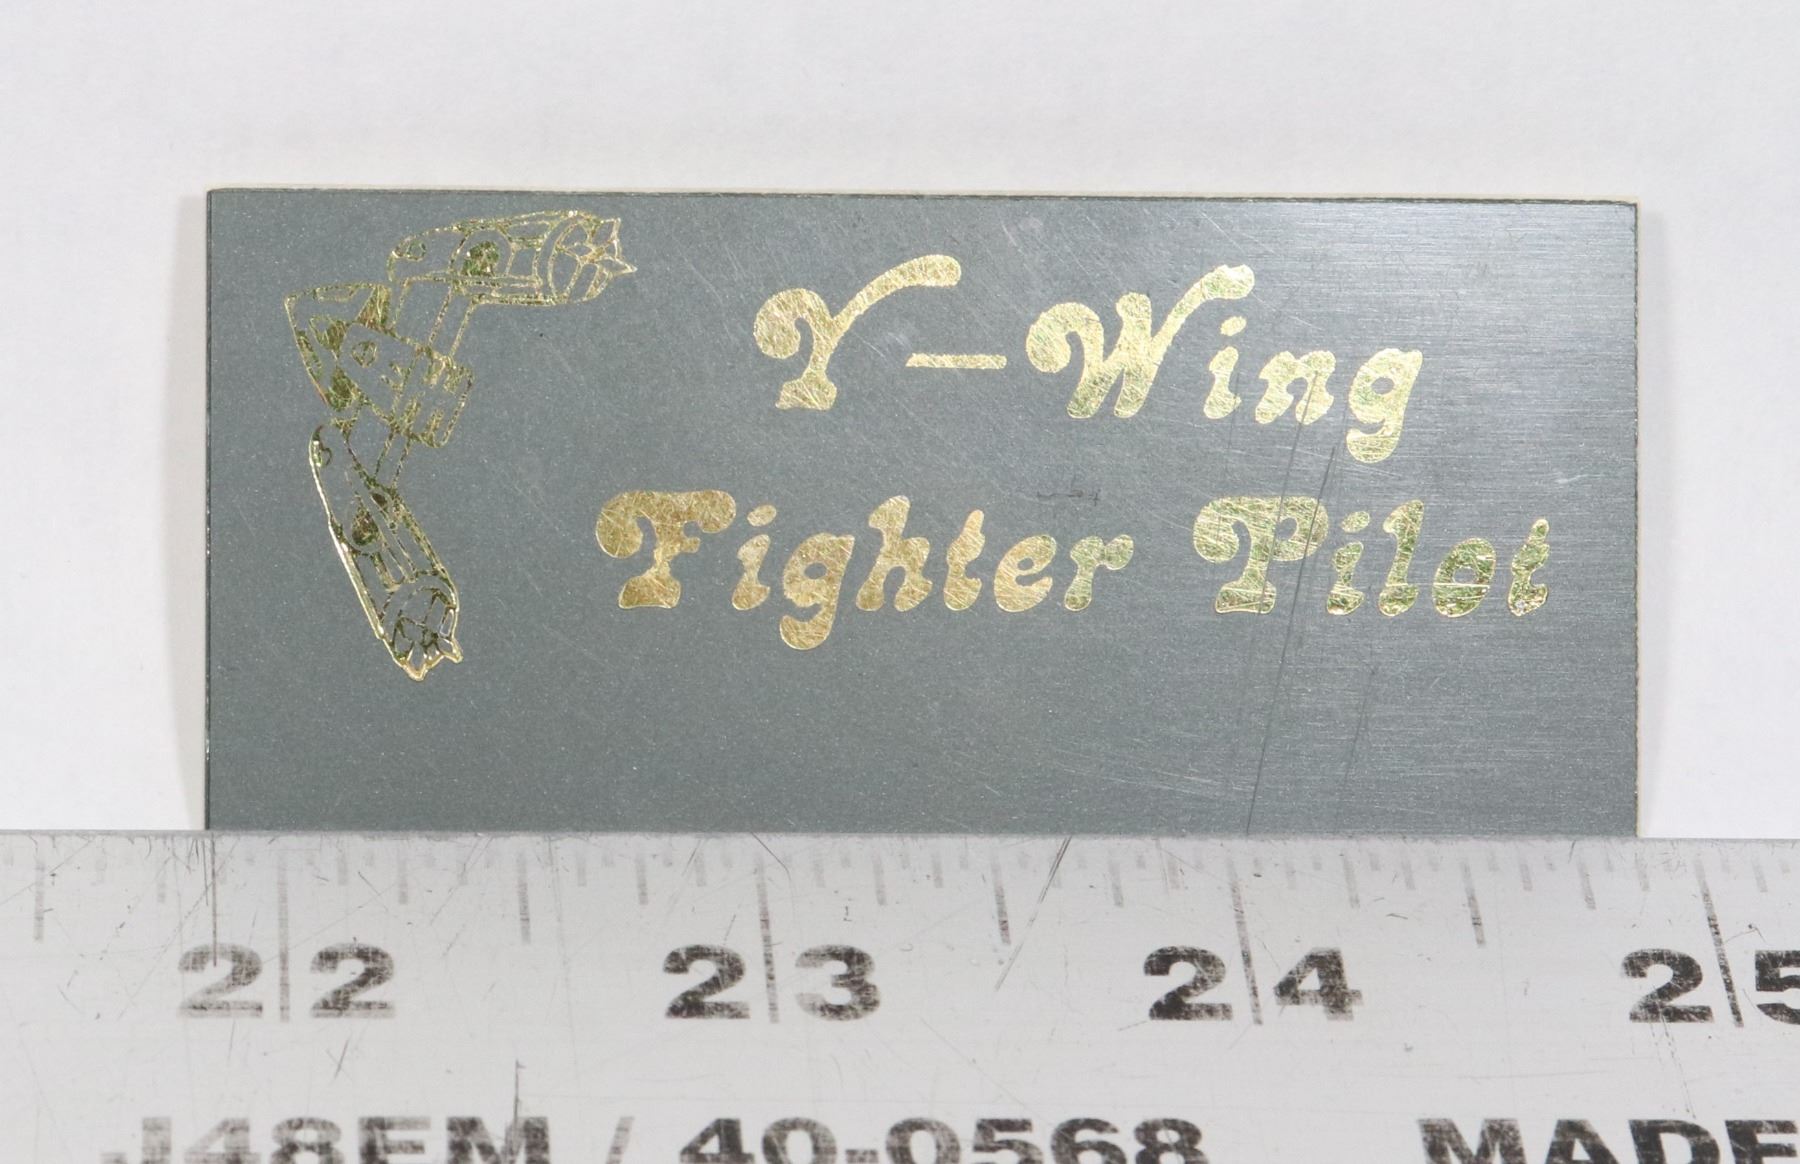 Y-Wing
Fighter Pilot
22 23 24 25
J48EM / 40-0568 MADE